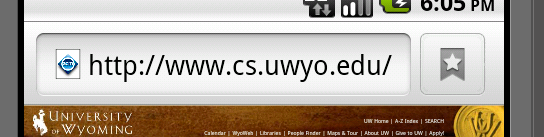 6:05 PM
http://www.cs.uwyo.edu/
UNIVERSITY
OF WYOMING
UW Home | A-Z Index | SEARCH
Calendar | WyoWeb | Libraries | People Finder | Maps & Tour | About UW | Give to UW | Apply!